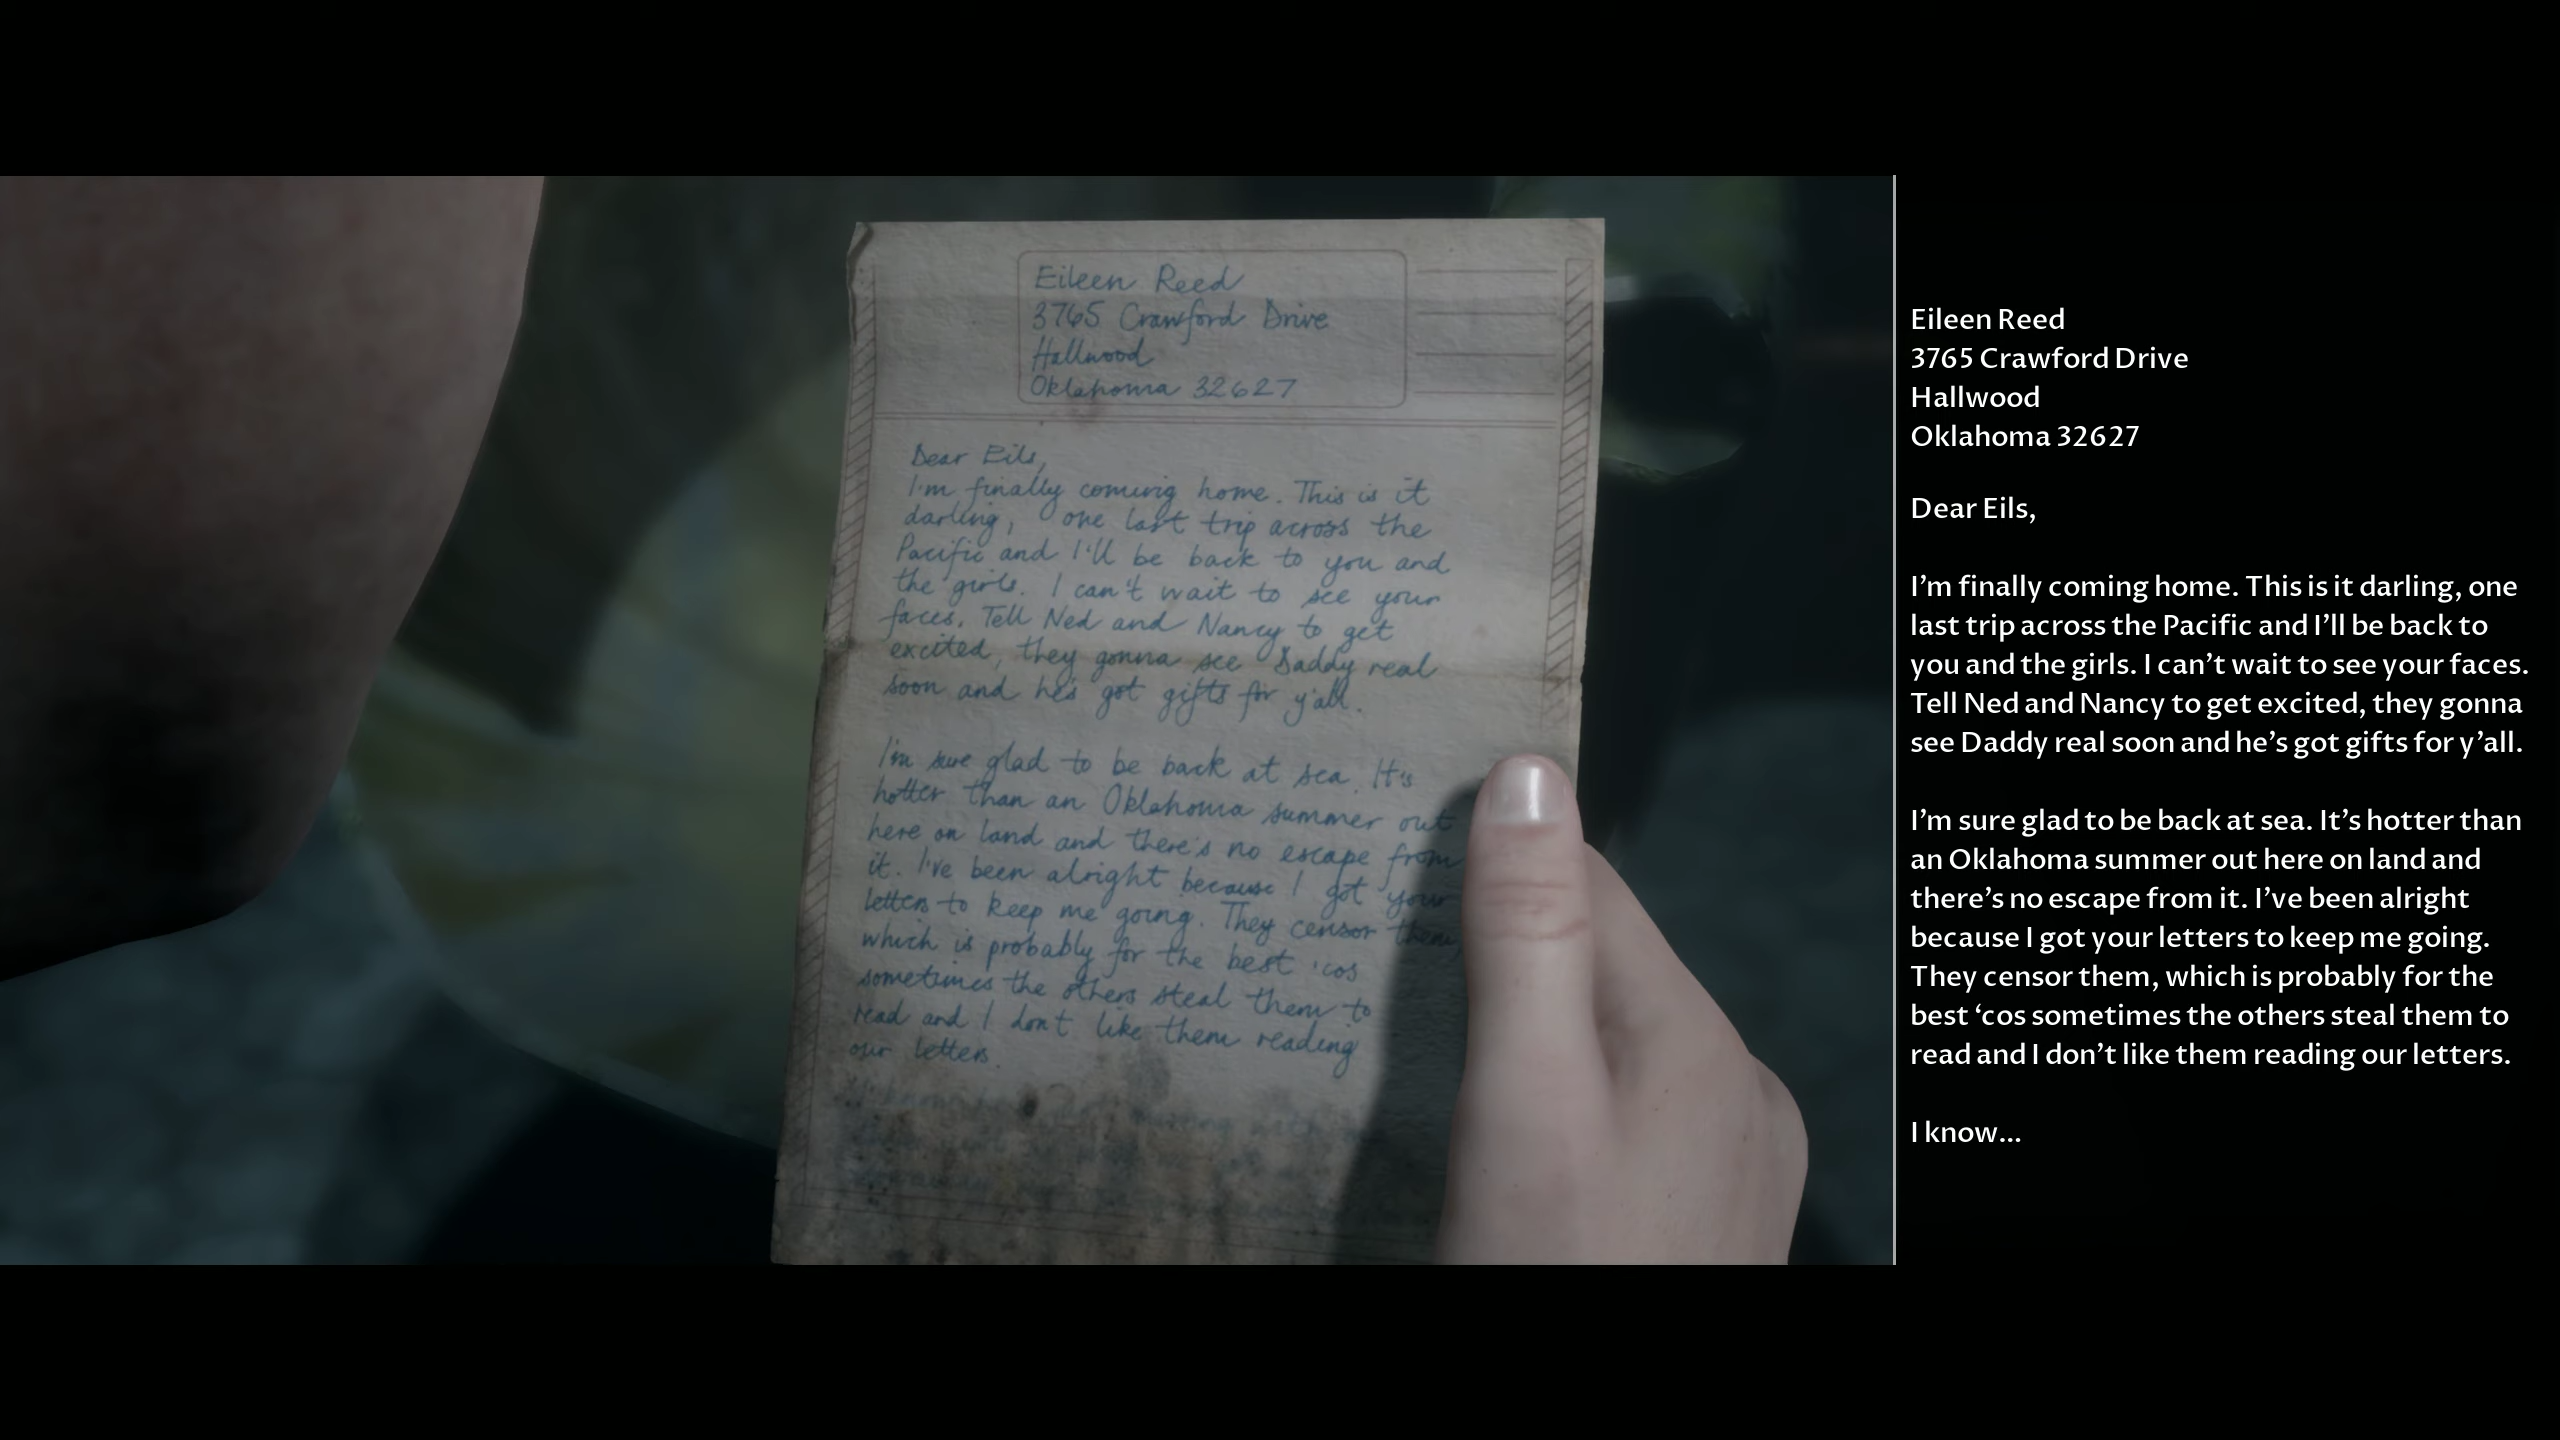 Eileen Reed
3765 Crawford Drive
Hallwood
Oklahoma 32627
Dear Eils,
I'm finally coming home. This is it
darling, one last trip across the
Pacific and I'll be back to you and
the girls. I can't wait to see your
faces. Tell Ned and Nancy to get
excited, they gonna see Daddy real
soon and he's got gifts for y'all.
I'm sure glad to be back at sea. It's
hotter than an Oklahoma summer out
here on land and there's no escape from
it. I've been alright because I got your
letters to keep me going. They censor them,
which is probably for the best 'cos
sometimes the others steal them to
read and I don't like them reading
our letters.
I know
Eileen Reed
3765 Crawford Drive
Hallwood
Oklahoma 32627
Dear Eils,
I’m finally coming home. This is it darling, one
last trip across the Pacific and I’ll be back to
you and the girls. I can’t wait to see your faces.
Tell Ned and Nancy to get excited, they gonna
see Daddy real soon and he’s got gifts for y’all.
I’m sure glad to be back at sea. It’s hotter than
an Oklahoma summer out here on land and
there’s no escape from it. I’ve been alright
because I got your letters to keep me going.
They censor them, which is probably for the
best ‘cos sometimes the others steal them to
read and I don’t like them reading our letters.
I know...